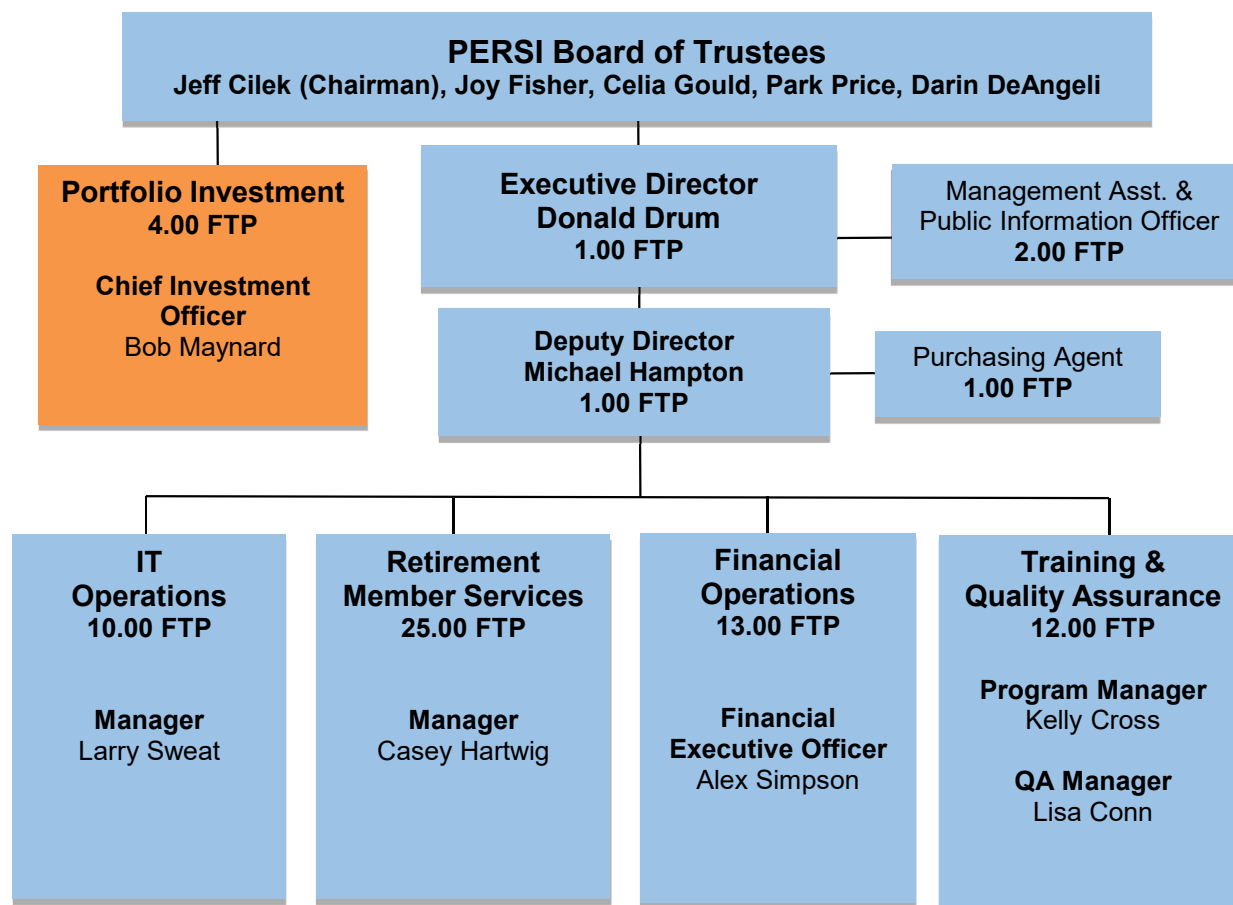 PERSI Board of Trustees
Jeff Cilek (Chairman), Joy Fisher, Celia Gould, Park Price, Darin DeAngeli
Portfolio Investment
4.00 FTP
Chief Investment
Officer
Bob Maynard
Executive Director
Donald Drum
1.00 FTP
Management Asst. &
Public Information Officer
2.00 FTP
Deputy Director
Michael Hampton
1.00 FTP
Purchasing Agent
1.00 FTP
IT
Operations
10.00 FTP
Manager
Larry Sweat
Retirement
Member Services
25.00 FTP
Manager
Casey Hartwig
Financial
Operations
13.00 FTP
Financial
Executive Officer
Alex Simpson
Training &
Quality Assurance
12.00 FTP
Program Manager
Kelly Cross
QA Manager
Lisa Conn